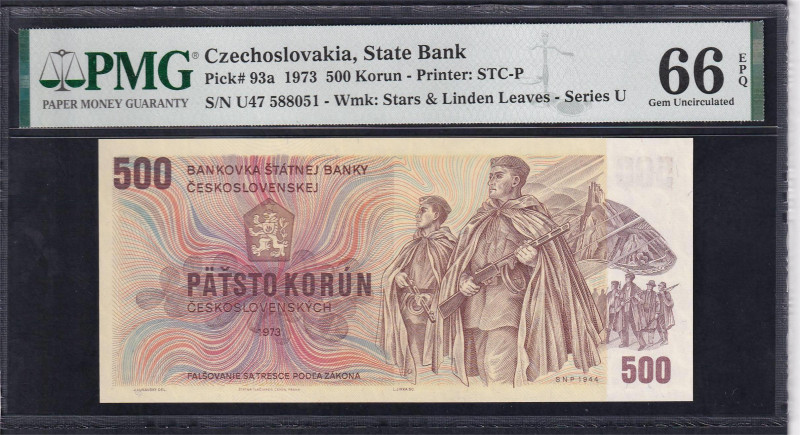 PMG®
PAPER MONEY GUARANTY
Czechoslovakia, State Bank
Pick# 93a 1973 500 Korun - Printer: STC-P
S/N U47 588051 - Wmk: Stars & Linden Leaves - Series U
66 EPQ
Gem Uncirculated
500
BANKOVKA ŠTÁTNEJ BANKY
ČESKOSLOVENSKEJ
500
PÄŤSTO KORÚN
ČESKOSLOVENSKÝCH
1973
FALŠOVANIE SA TRESCE PODĽA ZÁKONA
SNP 1944
500